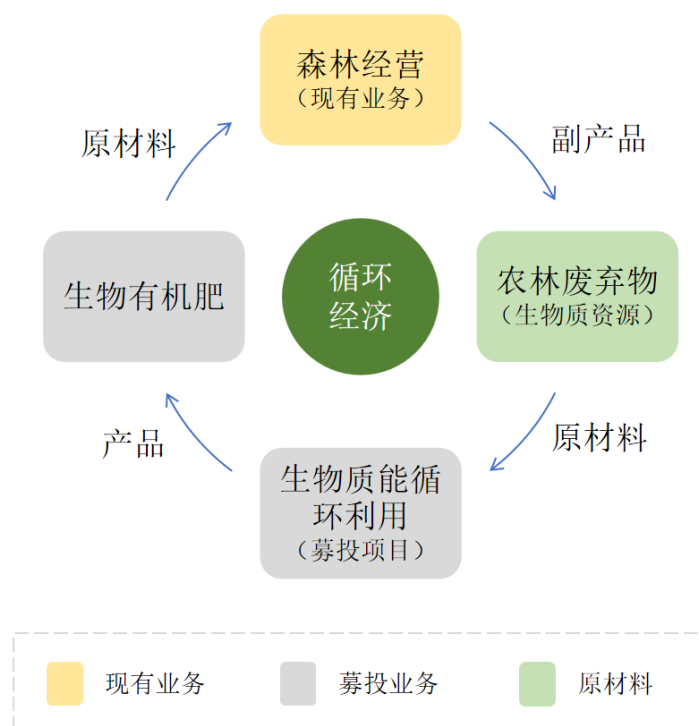 森林经营
（现有业务）
原材料
副产品
生物有机肥
循环
经济
农林废弃物
（生物质资源）
产品
原材料
生物质能循
环利用
（募投项目）
现有业务
募投业务
原材料